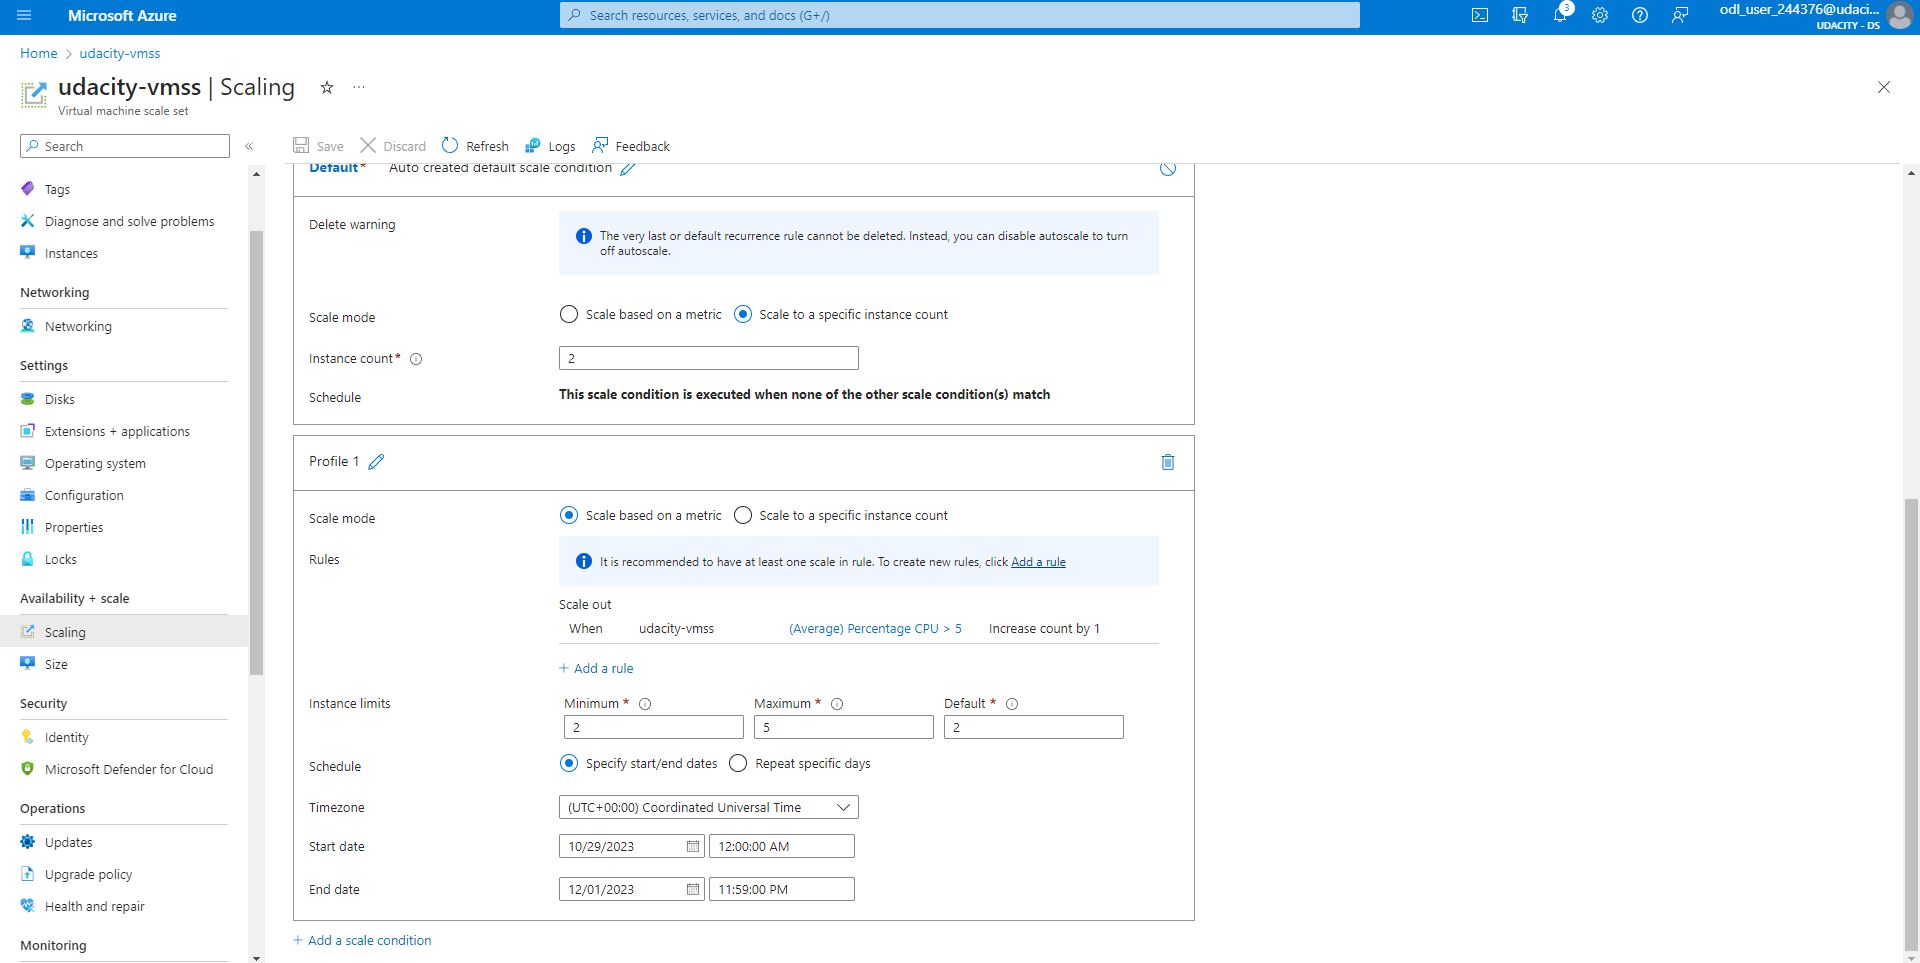 Microsoft Azure
Search resources, services, and docs (G+/)
3
odl_user_244376@udaci...
UDACITY - DS
Home > udacity-vmss
udacity-vmss | Scaling
Virtual machine scale set
Search
Save
Discard
Refresh
Logs
Feedback
Tags
Diagnose and solve problems
Instances
Networking
Networking
Settings
Disks
Extensions + applications
Operating system
Configuration
Properties
Locks
Availability + scale
Scaling
Size
Security
Identity
Microsoft Defender for Cloud
Operations
Updates
Upgrade policy
Health and repair
Monitoring
Default* Auto created default scale condition
Delete warning
The very last or default recurrence rule cannot be deleted. Instead, you can disable autoscale to turn
off autoscale.
Scale mode
Scale based on a metric
Scale to a specific instance count
Instance count*
2
Schedule
This scale condition is executed when none of the other scale condition(s) match
Profile 1
Scale mode
Scale based on a metric
Scale to a specific instance count
Rules
It is recommended to have at least one scale in rule. To create new rules, click Add a rule
Scale out
When udacity-vmss (Average) Percentage CPU > 5 Increase count by 1
+ Add a rule
Instance limits
Minimum *
Maximum *
Default *
2
5
2
Schedule
Specify start/end dates
Repeat specific days
Timezone
(UTC+00:00) Coordinated Universal Time
Start date
10/29/2023
12:00:00 AM
End date
12/01/2023
11:59:00 PM
+ Add a scale condition